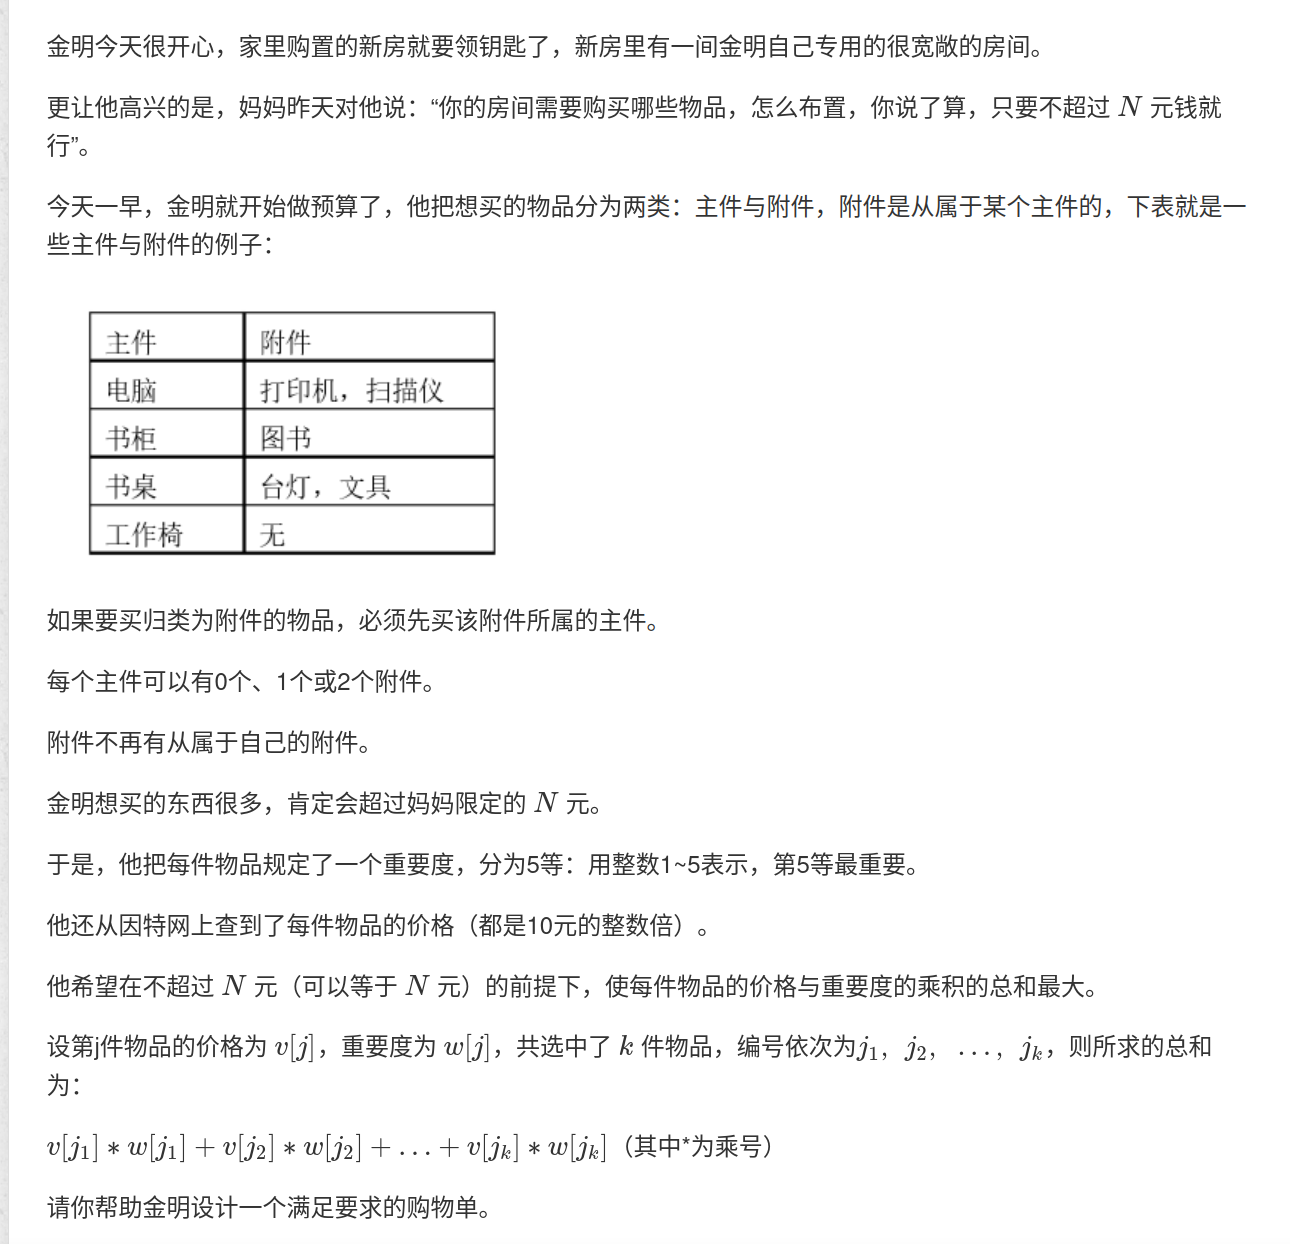 金明今天很开心，家里购置的新房就要领钥匙了，新房里有一间金明自己专用的很宽敞的房间。
更让他高兴的是，妈妈昨天对他说：“你的房间需要购买哪些物品，怎么布置，你说了算，只要不超过 N 元钱就
行”。
今天一早，金明就开始做预算了，他把想买的物品分为两类：主件与附件，附件是从属于某个主件的，下表就是一
些主件与附件的例子：
主件 附件
电脑 打印机，扫描仪
书柜 图书
书桌 台灯，文具
工作椅 无
如果要买归类为附件的物品，必须先买该附件所属的主件。
每个主件可以有0个、1个或2个附件。
附件不再有从属于自己的附件。
金明想买的东西很多，肯定会超过妈妈限定的 N 元。
于是，他把每件物品规定了一个重要度，分为5等：用整数1~5表示，第5等最重要。
他还从因特网上查到了每件物品的价格（都是10元的整数倍）。
他希望在不超过 N 元（可以等于 N 元）的前提下，使每件物品的价格与重要度的乘积的总和最大。
设第j件物品的价格为 v[j]，重要度为 w[j]，共选中了 k 件物品，编号依次为j₁，j₂，…，jₖ，则所求的总和
为：
v[j₁]∗w[j₁]+v[j₂]∗w[j₂]+…+v[jₖ]∗w[jₖ]（其中*为乘号）
请你帮助金明设计一个满足要求的购物单。